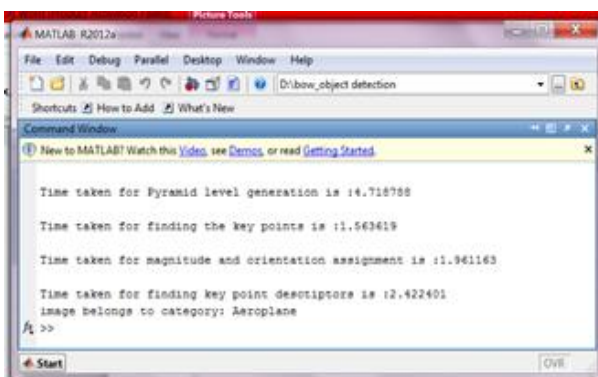 Picture Tools
MATLAB R2012a
File Edit Debug Parallel Desktop Window Help
D:\bow_object detection
Shortcuts How to Add What's New
Command Window
New to MATLAB? Watch this Video, see Demos, or read Getting Started.
Time taken for Pyramid level generation is :4.718788
Time taken for finding the key points is :1.563619
Time taken for magnitude and orientation assignment is :1.961163
Time taken for finding key point desctiptors is :2.422401
image belongs to category: Aeroplane
fx >>
Start OVR